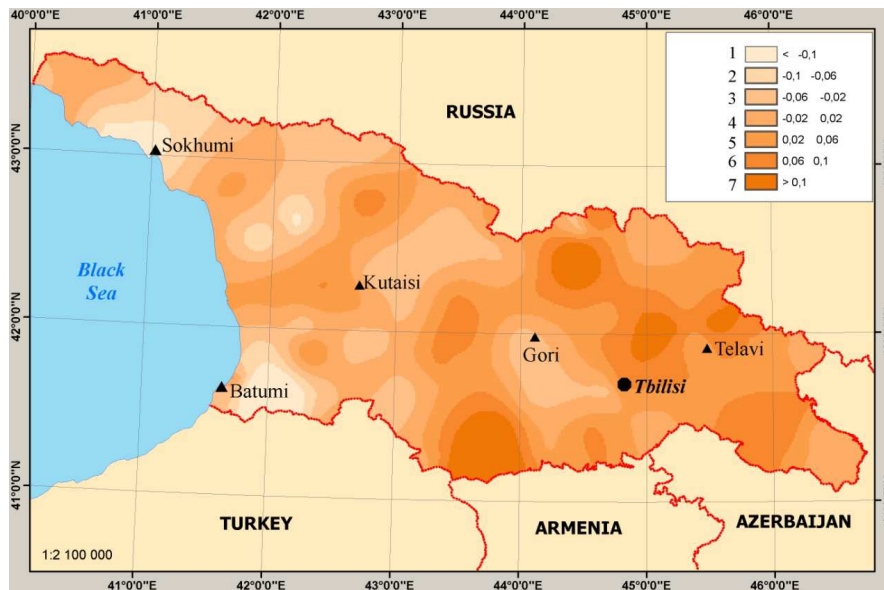 40°0'0"E 41°0'0"E 42°0'0"E 43°0'0"E 44°0'0"E 45°0'0"E 46°0'0"E
1 < -0,1
2 -0,1 -0,06
3 -0,06 -0,02
4 -0,02 0,02
5 0,02 0,06
6 0,06 0,1
7 > 0,1
RUSSIA
43°0'0"N
Sokhumi
Black
Sea
Kutaisi
42°0'0"N
Gori
Telavi
Batumi
Tbilisi
41°0'0"N
TURKEY
ARMENIA
AZERBAIJAN
1:2 100 000
41°0'0"E 42°0'0"E 43°0'0"E 44°0'0"E 45°0'0"E 46°0'0"E